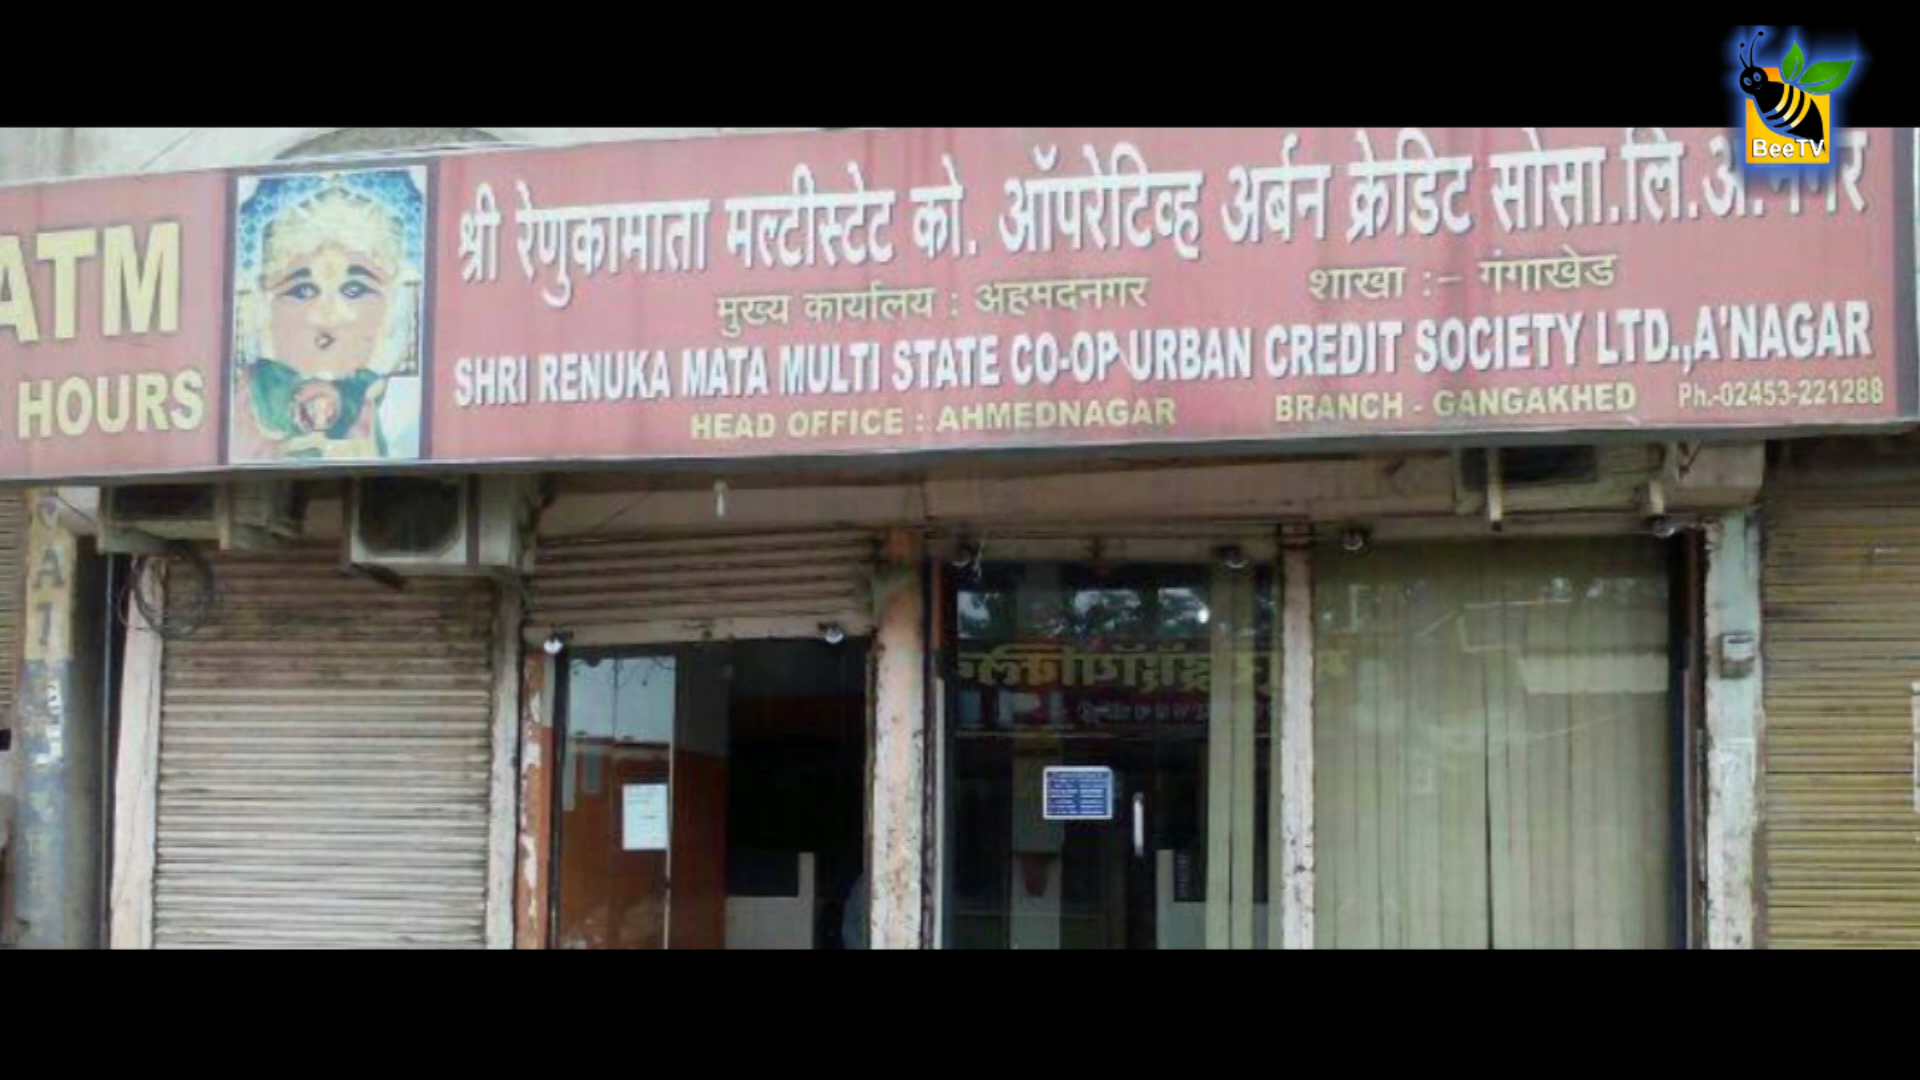 ATM
HOURS
श्री रेणुकामाता मल्टीस्टेट को. ऑपरेटिव्ह अर्बन क्रेडिट सोसा.लि.अ.नगर
मुख्य कार्यालय : अहमदनगर शाखा :- गंगाखेड
SHRI RENUKA MATA MULTI STATE CO-OP URBAN CREDIT SOCIETY LTD.,A'NAGAR
HEAD OFFICE : AHMEDNAGAR BRANCH - GANGAKHED Ph.-02453-221288
BeeTV